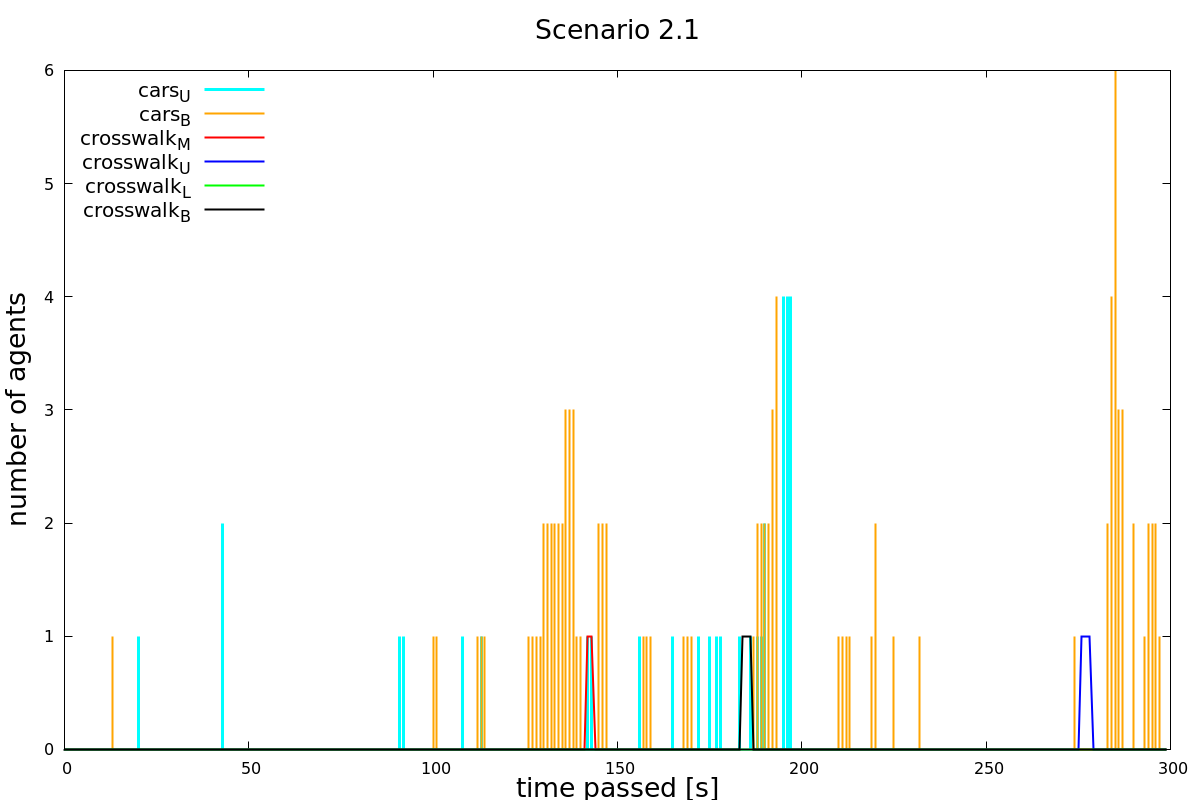 Scenario 2.1
6
5
4
3
2
1
0
number of agents
cars_U
cars_B
crosswalk_M
crosswalk_U
crosswalk_L
crosswalk_B
0 50 100 150 200 250 300
time passed [s]